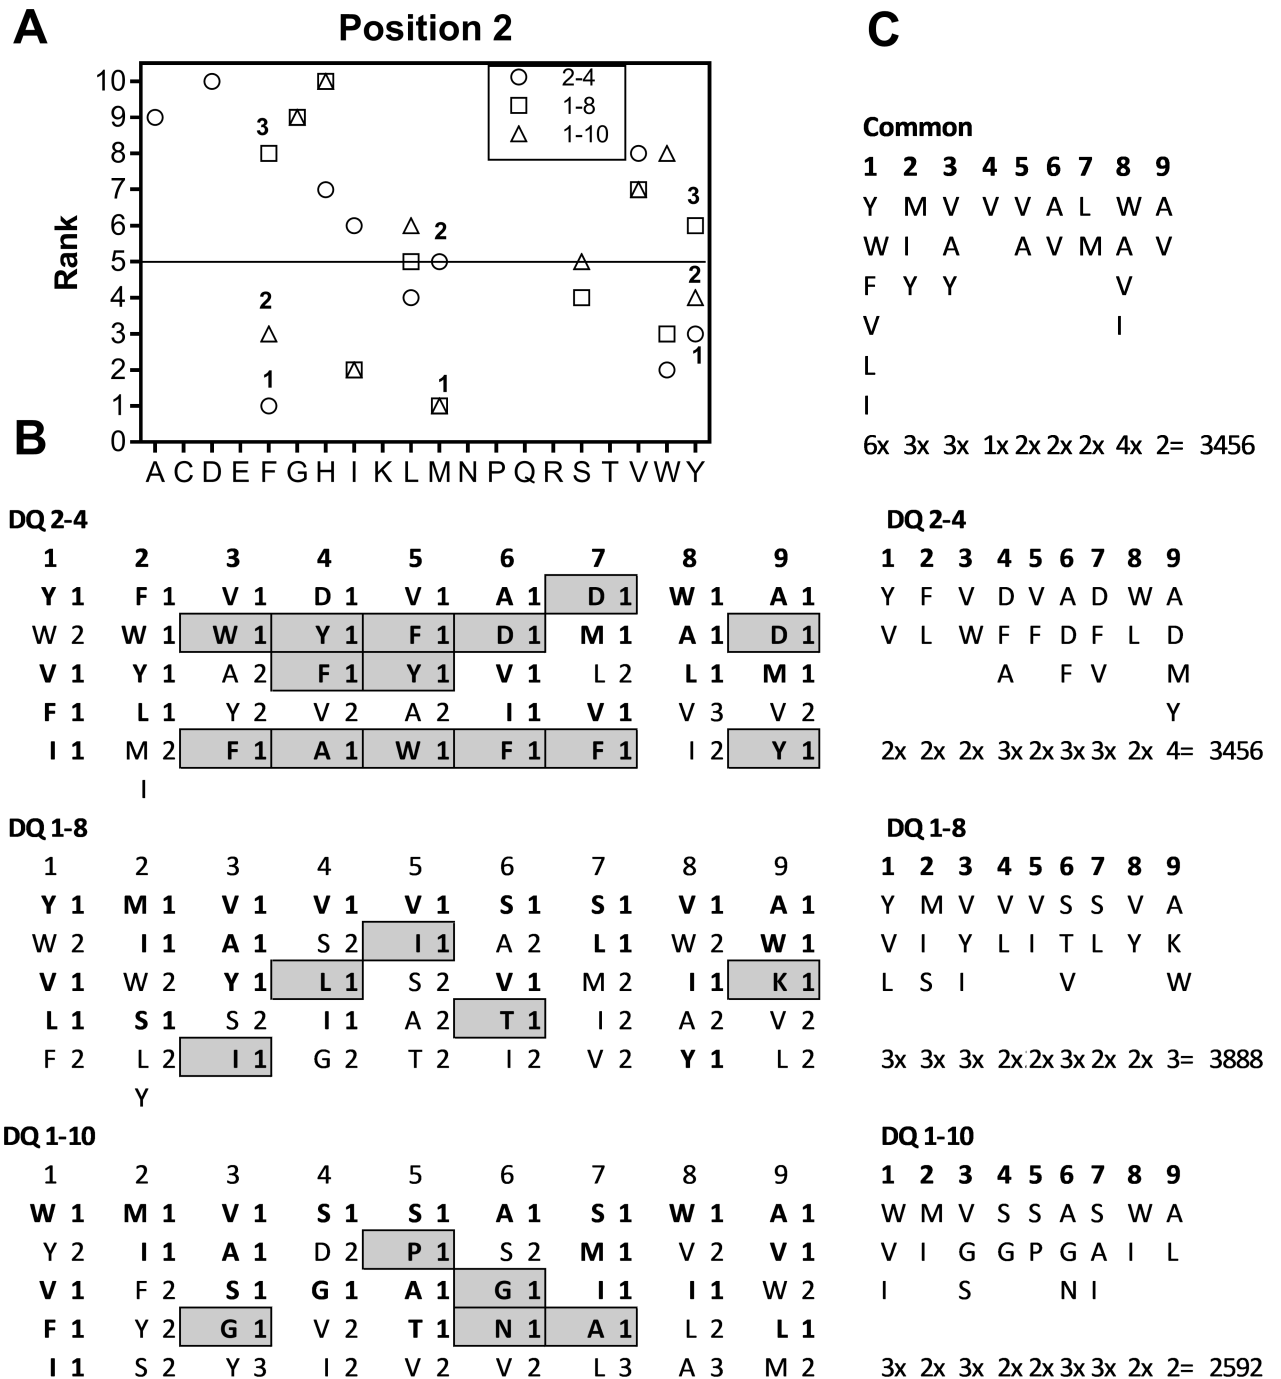 A
Position 2
Rank
10
9
8
7
6
5
4
3
2
1
0
2-4
1-8
1-10
3
2
1
2
1
3
2
1
A C D E F G H I K L M N P Q R S T V W Y
C
Common
1 2 3 4 5 6 7 8 9
Y M V V V A L W A
W I A A V M A V
F Y Y V
V I
L
I
6x 3x 3x 1x 2x 2x 2x 4x 2= 3456
B
DQ 2-4
1 2 3 4 5 6 7 8 9
Y 1 F 1 V 1 D 1 V 1 A 1 D 1 W 1 A 1
W 2 W 1 W 1 Y 1 F 1 D 1 M 1 A 1 D 1
V 1 Y 1 A 2 F 1 Y 1 V 1 L 2 L 1 M 1
F 1 L 1 Y 2 V 2 A 2 I 1 V 1 V 3 V 2
I 1 M 2 F 1 A 1 W 1 F 1 F 1 I 2 Y 1
I
DQ 2-4
1 2 3 4 5 6 7 8 9
Y F V D V A D W A
V L W F F D F L D
A F V M
Y
2x 2x 2x 3x 2x 3x 3x 2x 4= 3456
DQ 1-8
1 2 3 4 5 6 7 8 9
Y 1 M 1 V 1 V 1 V 1 S 1 S 1 V 1 A 1
W 2 I 1 A 1 S 2 I 1 A 2 L 1 W 2 W 1
V 1 W 2 Y 1 L 1 S 2 V 1 M 2 I 1 K 1
L 1 S 1 S 2 I 1 A 2 T 1 I 2 A 2 V 2
F 2 L 2 I 1 G 2 T 2 I 2 V 2 Y 1 L 2
Y
DQ 1-8
1 2 3 4 5 6 7 8 9
Y M V V V S S V A
V I Y L I T L Y K
L S I V W
3x 3x 3x 2x 2x 3x 2x 2x 3= 3888
DQ 1-10
1 2 3 4 5 6 7 8 9
W 1 M 1 V 1 S 1 S 1 A 1 S 1 W 1 A 1
Y 2 I 1 A 1 D 2 P 1 S 2 M 1 V 2 V 1
V 1 F 2 S 1 G 1 A 1 G 1 I 1 I 1 W 2
F 1 Y 2 G 1 V 2 T 1 N 1 A 1 L 2 L 1
I 1 S 2 Y 3 I 2 V 2 V 2 L 3 A 3 M 2
DQ 1-10
1 2 3 4 5 6 7 8 9
W M V S S A S W A
V I G G P G A I L
I S N I
3x 2x 3x 2x 2x 3x 3x 2x 2= 2592